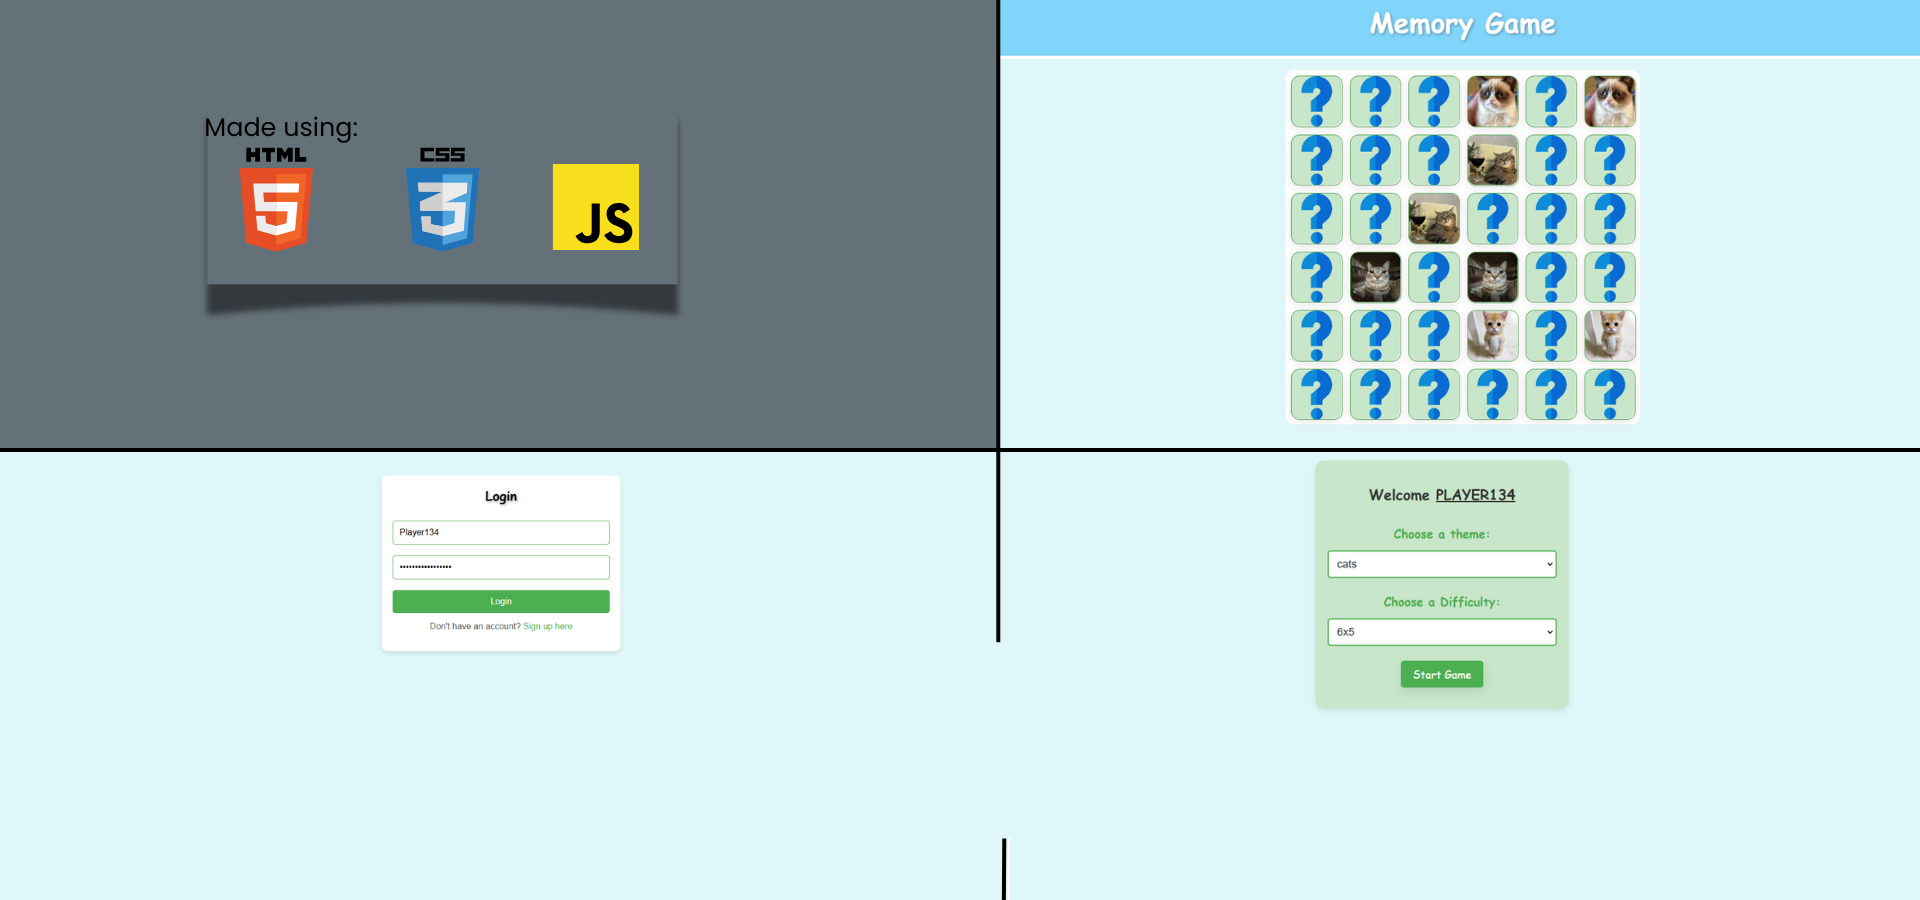 Made using:
HTML
5
CSS
3
JS
Memory Game
? ? ? ?
? ? ? ? ?
? ? ? ? ?
? ? ? ?
? ? ? ?
? ? ? ? ? ?
Login
Player134
•••••••••••••••••
Login
Don't have an account? Sign up here
Welcome PLAYER134
Choose a theme:
cats
Choose a Difficulty:
6x5
Start Game